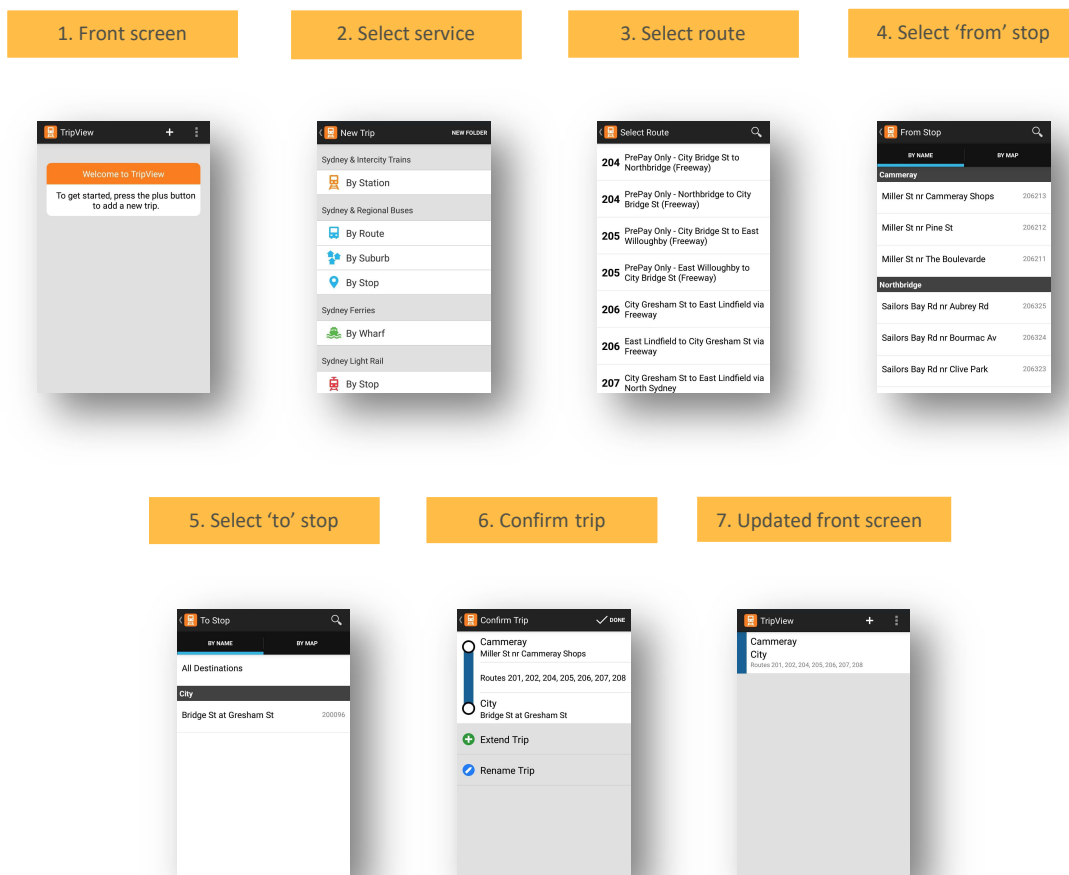 1. Front screen
2. Select service
3. Select route
4. Select ‘from’ stop
TripView
Welcome to TripView
To get started, press the plus button
to add a new trip.
New Trip
NEW FOLDER
Sydney & Intercity Trains
By Station
Sydney & Regional Buses
By Route
By Suburb
By Stop
Sydney Ferries
By Wharf
Sydney Light Rail
By Stop
Select Route
204 PrePay Only - City Bridge St to
Northbridge (Freeway)
204 PrePay Only - Northbridge to City
Bridge St (Freeway)
205 PrePay Only - City Bridge St to East
Willoughby (Freeway)
205 PrePay Only - East Willoughby to
City Bridge St (Freeway)
206 City Gresham St to East Lindfield via
Freeway
206 East Lindfield to City Gresham St via
Freeway
207 City Gresham St to East Lindfield via
North Sydney
From Stop
BY NAME BY MAP
Cammeray
Miller St nr Cammeray Shops 206213
Miller St nr Pine St 206212
Miller St nr The Boulevarde 206211
Northbridge
Sailors Bay Rd nr Aubrey Rd 206325
Sailors Bay Rd nr Bourmac Av 206324
Sailors Bay Rd nr Clive Park 206323
5. Select ‘to’ stop
6. Confirm trip
7. Updated front screen
To Stop
BY NAME BY MAP
All Destinations
City
Bridge St at Gresham St 200096
Confirm Trip
DONE
Cammeray
Miller St nr Cammeray Shops
Routes 201, 202, 204, 205, 206, 207, 208
City
Bridge St at Gresham St
Extend Trip
Rename Trip
TripView
Cammeray
City
Routes 201, 202, 204, 205, 206, 207, 208